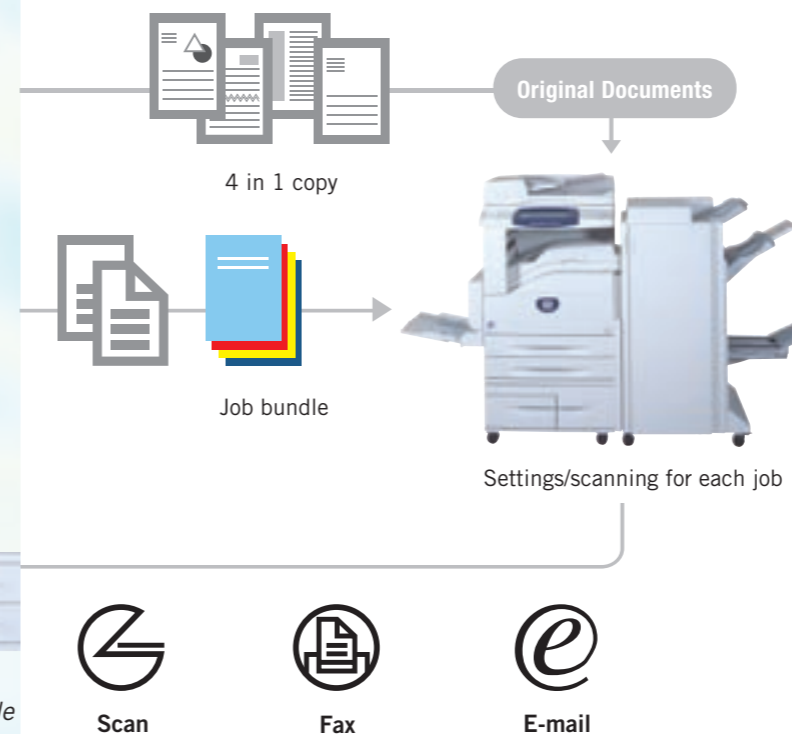 Original Documents
4 in 1 copy
Job bundle
Settings/scanning for each job
Scan
Fax
E-mail